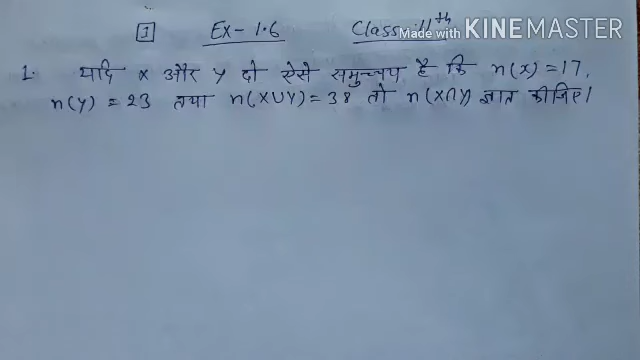 Made with KINEMASTER
1 Ex-1.6 Class:11th
1. यदि X और Y दो ऐसे समुच्चय है कि n(X)=17,
n(Y) = 23 तथा n(XUY)=38 तो n(X∩Y) ज्ञात कीजिए।